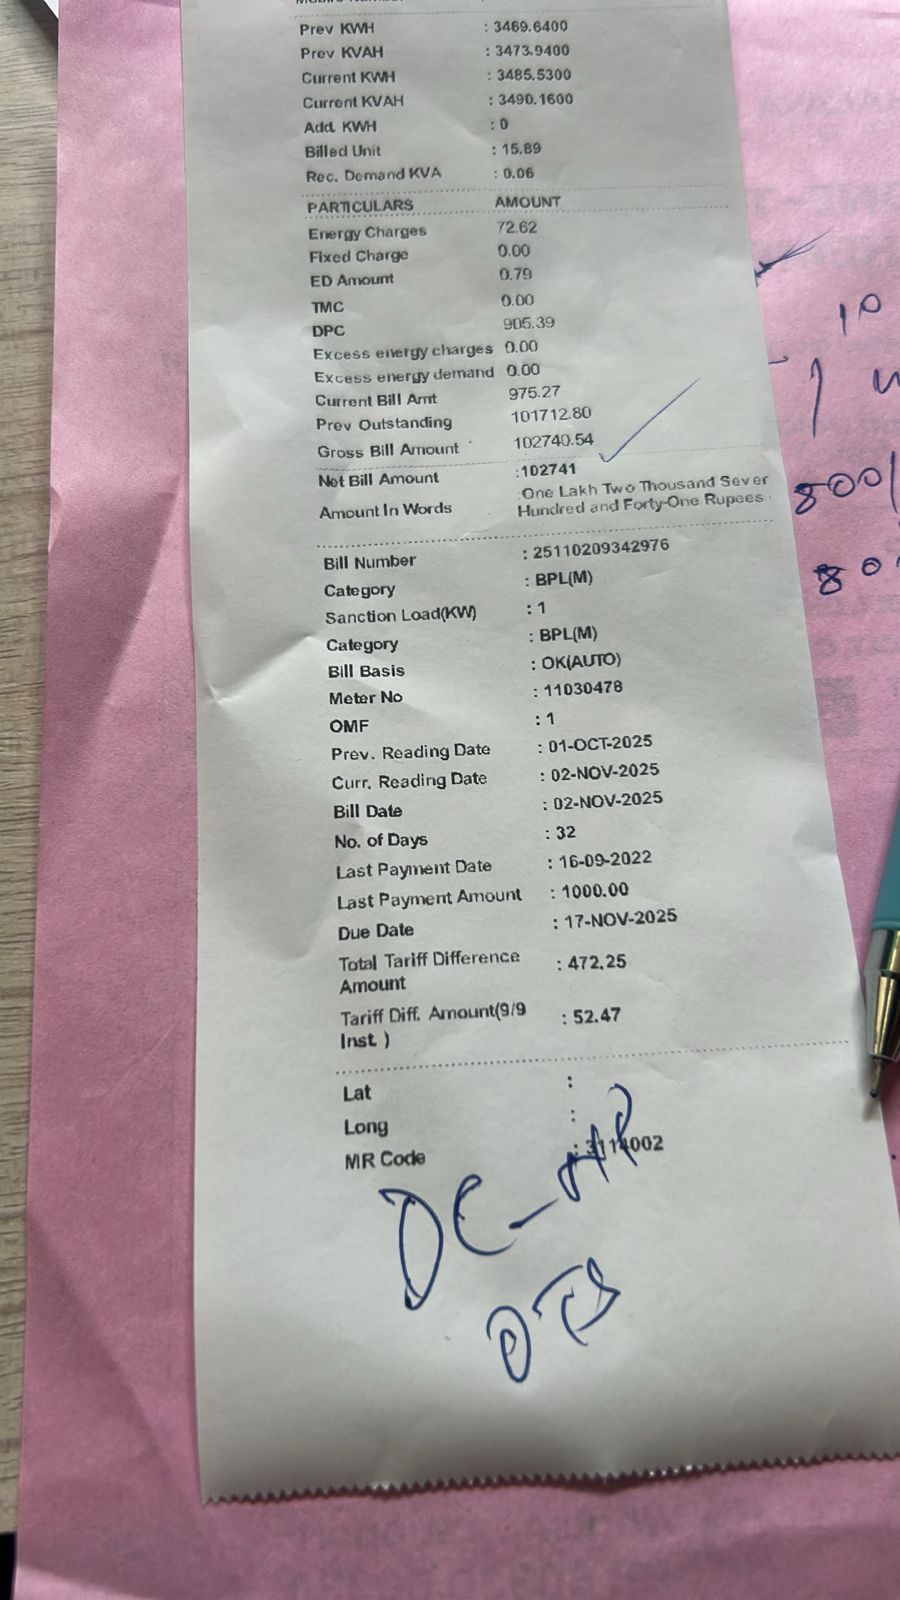 Prev KWH : 3469.6400
Prev KVAH : 3473.9400
Current KWH : 3485.5300
Current KVAH : 3490.1600
Add. KWH : 0
Billed Unit : 15.89
Rec. Demand KVA : 0.06
PARTICULARS AMOUNT
Energy Charges 72.62
Fixed Charge 0.00
ED Amount 0.79
TMC 0.00
DPC 905.39
Excess energy charges 0.00
Excess energy demand 0.00
Current Bill Amt 975.27
Prev Outstanding 101712.80
Gross Bill Amount 102740.54
Net Bill Amount :102741
Amount In Words :One Lakh Two Thousand Sever
Hundred and Forty-One Rupees
Bill Number : 25110209342976
Category : BPL(M)
Sanction Load(KW) : 1
Category : BPL(M)
Bill Basis : OK(AUTO)
Meter No : 11030478
OMF : 1
Prev. Reading Date : 01-OCT-2025
Curr. Reading Date : 02-NOV-2025
Bill Date : 02-NOV-2025
No. of Days : 32
Last Payment Date : 16-09-2022
Last Payment Amount : 1000.00
Due Date : 17-NOV-2025
Total Tariff Difference
Amount : 472.25
Tariff Diff. Amount(9/9
Inst. ) : 52.47
Lat :
Long :
MR Code : 3114002
OTS
10
800/
80